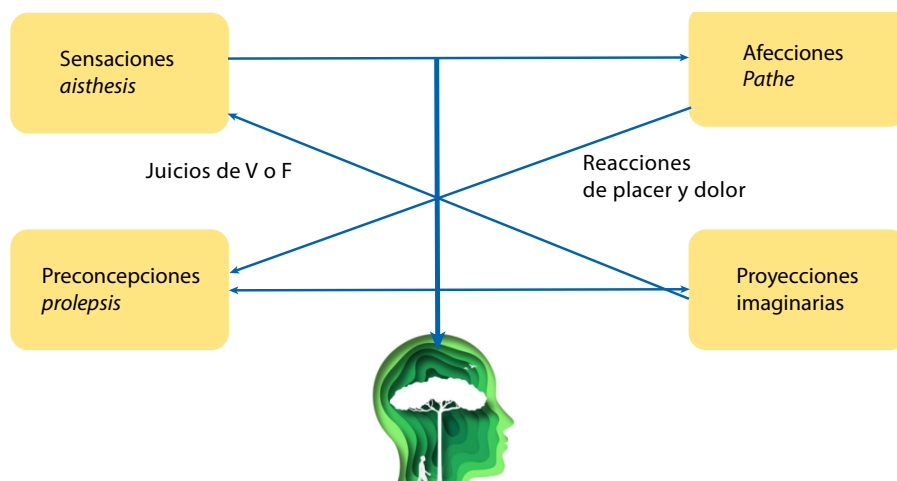 Sensaciones
aisthesis
Afecciones
Pathe
Juicios de V o F
Reacciones
de placer y dolor
Preconcepciones
prolepsis
Proyecciones
imaginarias